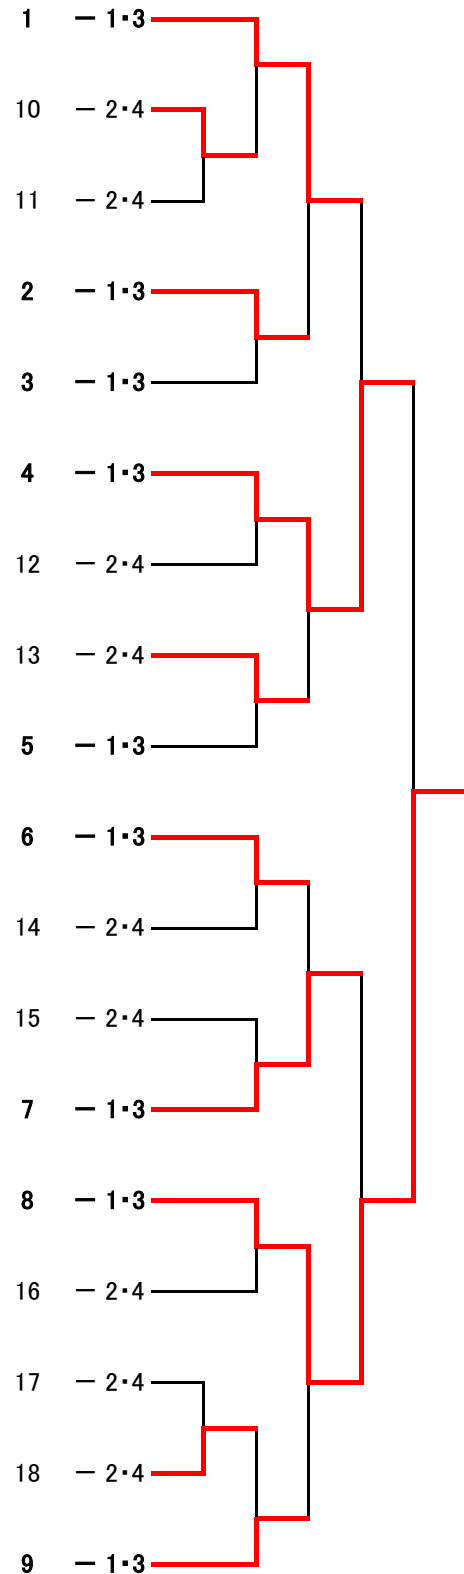 1 ー 1・3
10 ー 2・4
11 ー 2・4
2 ー 1・3
3 ー 1・3
4 ー 1・3
12 ー 2・4
13 ー 2・4
5 ー 1・3
6 ー 1・3
14 ー 2・4
15 ー 2・4
7 ー 1・3
8 ー 1・3
16 ー 2・4
17 ー 2・4
18 ー 2・4
9 ー 1・3